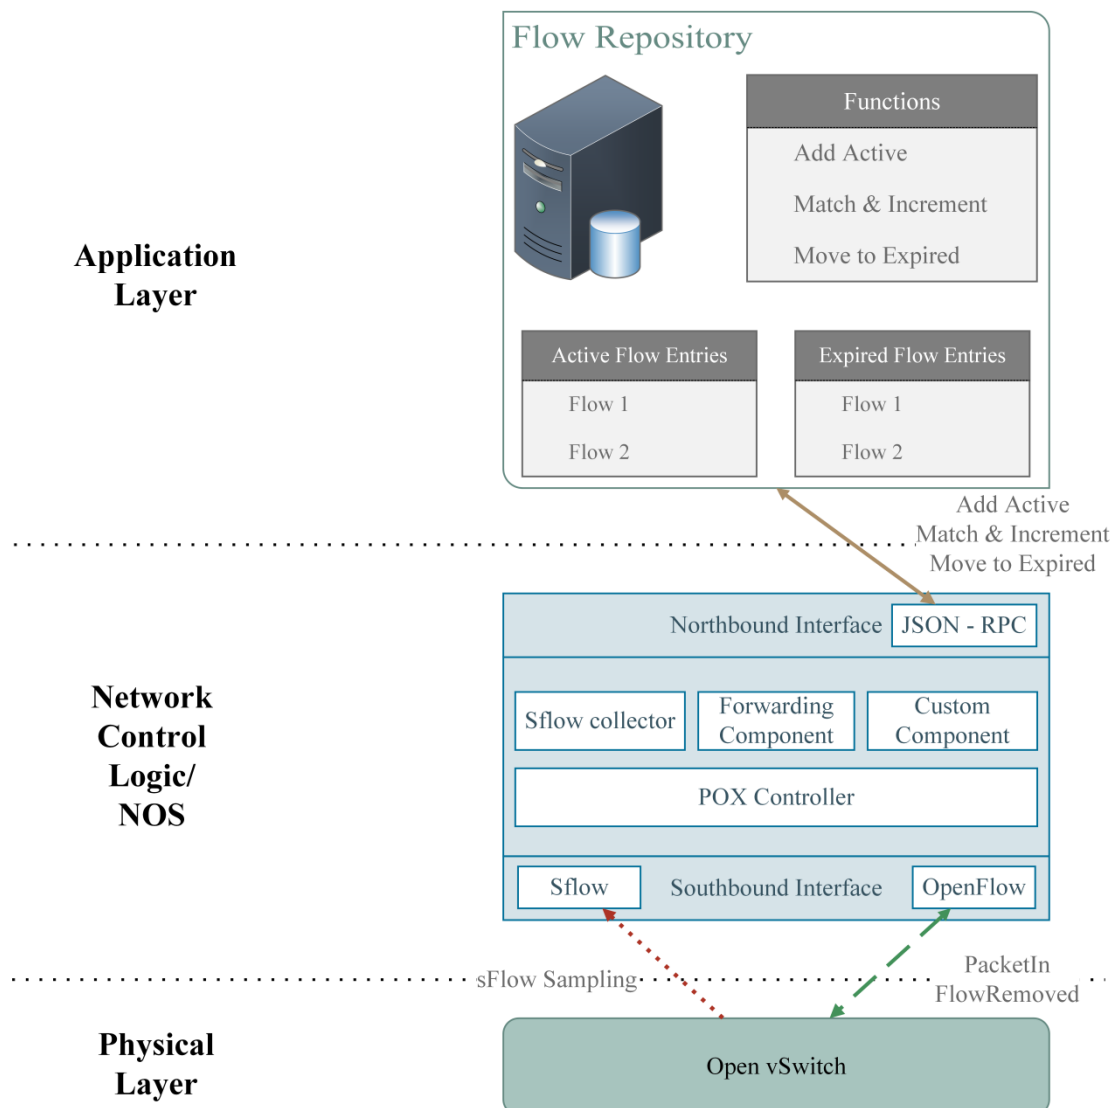 Flow Repository
Functions
Add Active
Match & Increment
Move to Expired
Application
Layer
Active Flow Entries
Flow 1
Flow 2
Expired Flow Entries
Flow 1
Flow 2
Add Active
Match & Increment
Move to Expired
Northbound Interface
JSON - RPC
Network
Control
Logic/
NOS
Sflow collector
Forwarding
Component
Custom
Component
POX Controller
Sflow
Southbound Interface
OpenFlow
sFlow Sampling
PacketIn
FlowRemoved
Physical
Layer
Open vSwitch